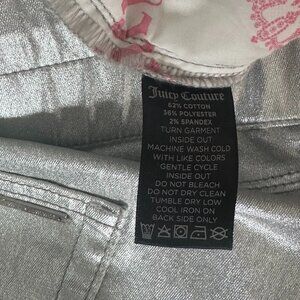 Juicy Couture
62% COTTON
36% POLYESTER
2% SPANDEX
TURN GARMENT
INSIDE OUT
MACHINE WASH COLD
WITH LIKE COLORS
GENTLE CYCLE
INSIDE OUT
DO NOT BLEACH
DO NOT DRY CLEAN
TUMBLE DRY LOW
COOL IRON ON
BACK SIDE ONLY